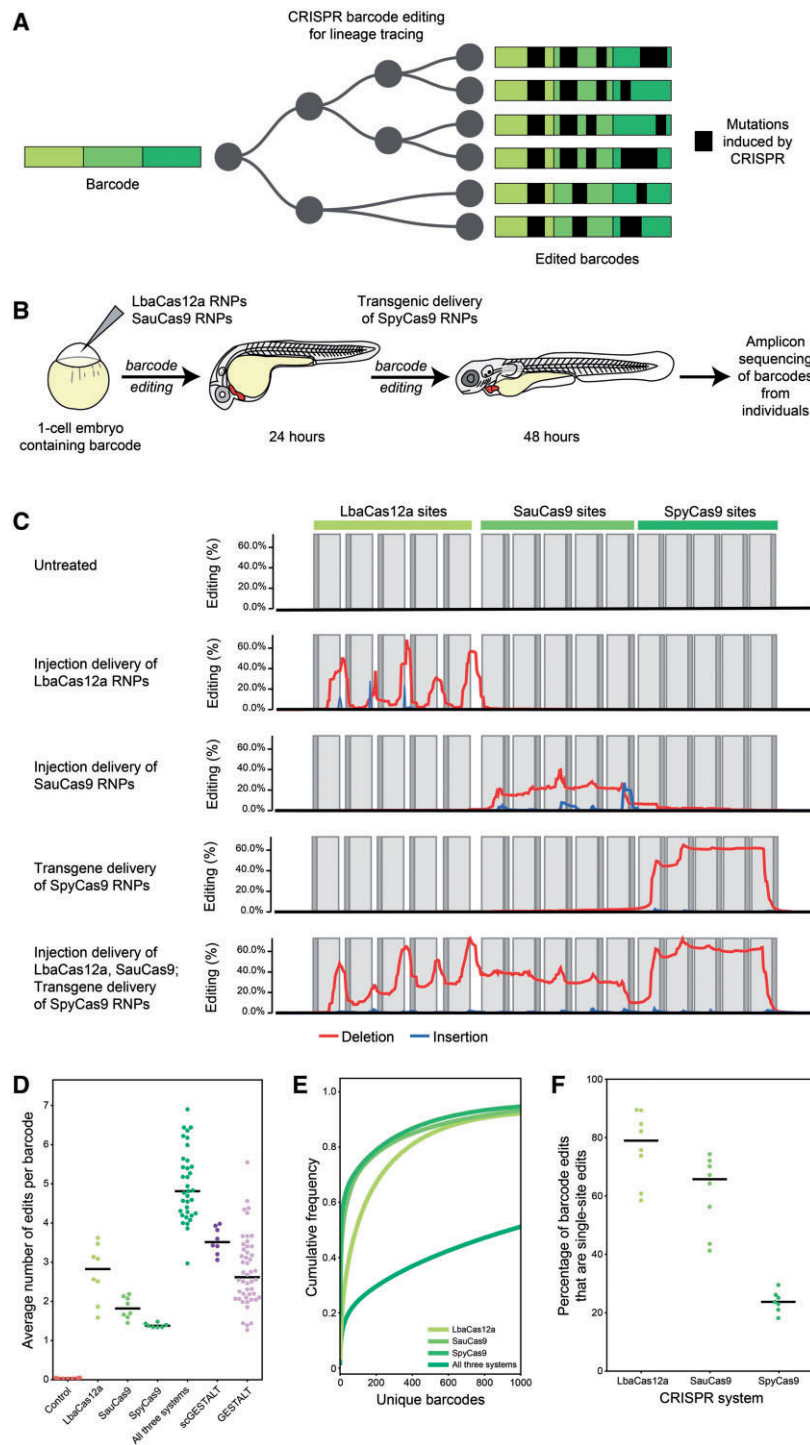 A
CRISPR barcode editing
for lineage tracing
Barcode
Mutations
induced by
CRISPR
Edited barcodes
B
LbaCas12a RNPs
SauCas9 RNPs
Transgenic delivery
of SpyCas9 RNPs
barcode
editing
barcode
editing
Amplicon
sequencing
of barcodes
from
individuals
1-cell embryo
containing barcode
24 hours
48 hours
C
LbaCas12a sites
SauCas9 sites
SpyCas9 sites
Untreated
Editing (%)
60.0%
40.0%
20.0%
0.0%
Injection delivery of
LbaCas12a RNPs
Editing (%)
60.0%
40.0%
20.0%
0.0%
Injection delivery of
SauCas9 RNPs
Editing (%)
60.0%
40.0%
20.0%
0.0%
Transgene delivery
of SpyCas9 RNPs
Editing (%)
60.0%
40.0%
20.0%
0.0%
Injection delivery of
LbaCas12a, SauCas9;
Transgene delivery
of SpyCas9 RNPs
Editing (%)
60.0%
40.0%
20.0%
0.0%
Deletion
Insertion
D
Average number of edits per barcode
7
6
5
4
3
2
1
0
Control
LbaCas12a
SauCas9
SpyCas9
All three systems
scGESTALT
GESTALT
E
Cumulative frequency
1.0
0.8
0.6
0.4
0.2
0
LbaCas12a
SauCas9
SpyCas9
All three systems
0 200 400 600 800 1000
Unique barcodes
F
Percentage of barcode edits
that are single-site edits
100
80
60
40
20
0
LbaCas12a SauCas9 SpyCas9
CRISPR system